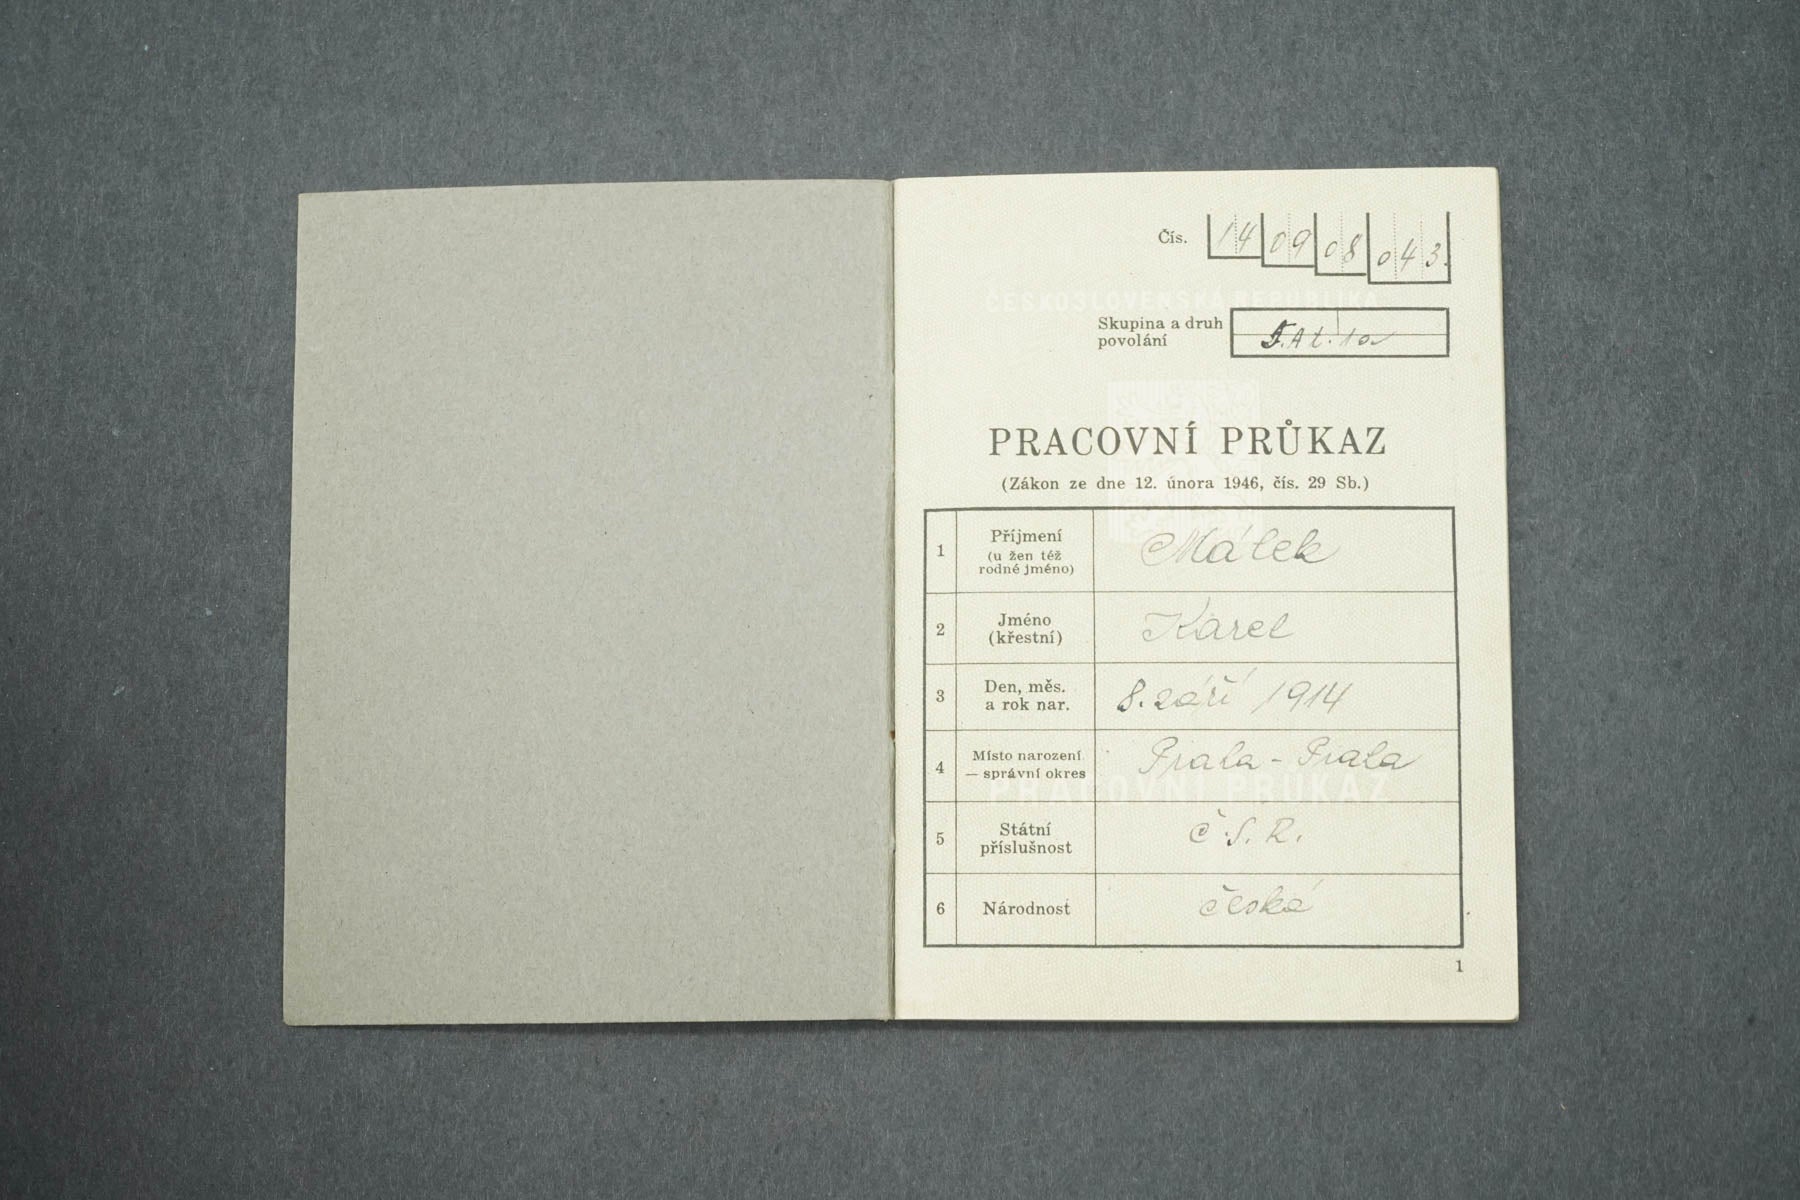 Čís. 14 09 08 043.
ČESKOSLOVENSKÁ REPUBLIKA
Skupina a druh
povolání
PRACOVNÍ PRŮKAZ
(Zákon ze dne 12. února 1946, čís. 29 Sb.)
1 Příjmení
(u žen též
rodné jméno)
Málek
2 Jméno
(křestní)
Karel
3 Den, měs.
a rok nar.
8. září 1914
4 Místo narození
— správní okres
Praha - Praha
PRACOVNÍ PRŮKAZ
5 Státní
příslušnost
Č.S.R.
6 Národnost
česká
1